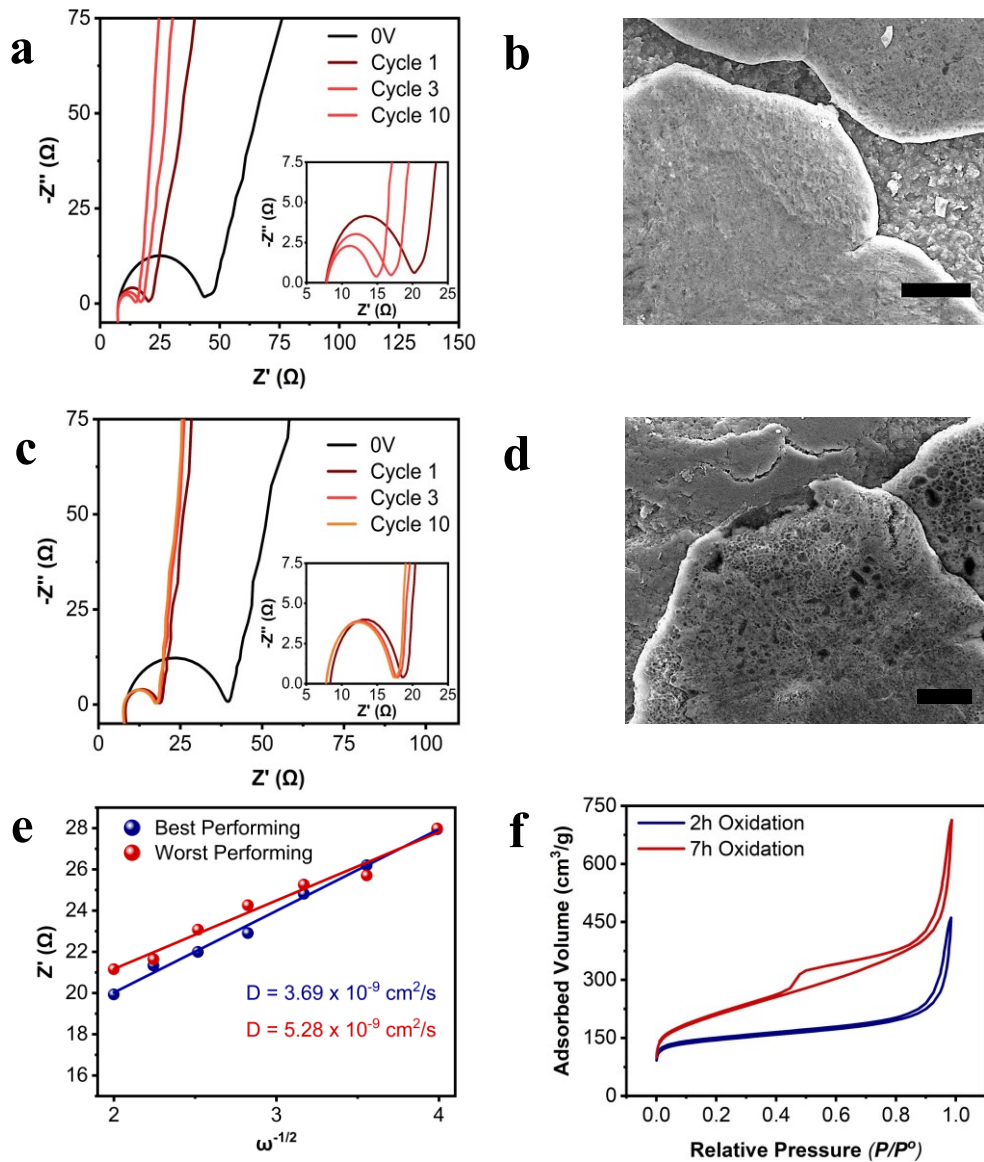 a
75
50
25
0
-Z'' (Ω)
0V
Cycle 1
Cycle 3
Cycle 10
7.5
5.0
2.5
0.0
-Z'' (Ω)
5 10 15 20 25
Z' (Ω)
0 25 50 75 100 125 150
Z' (Ω)
b
c
75
50
25
0
-Z'' (Ω)
0V
Cycle 1
Cycle 3
Cycle 10
7.5
5.0
2.5
0.0
-Z'' (Ω)
5 10 15 20 25
Z' (Ω)
0 25 50 75 100
Z' (Ω)
d
e
28
26
24
22
20
18
16
15
Z' (Ω)
Best Performing
Worst Performing
D = 3.69 x 10⁻⁹ cm²/s
D = 5.28 x 10⁻⁹ cm²/s
2 3 4
ω⁻¹/²
f
750
600
450
300
150
0
Adsorbed Volume (cm³/g)
2h Oxidation
7h Oxidation
0.0 0.2 0.4 0.6 0.8 1.0
Relative Pressure (P/Pᵒ)